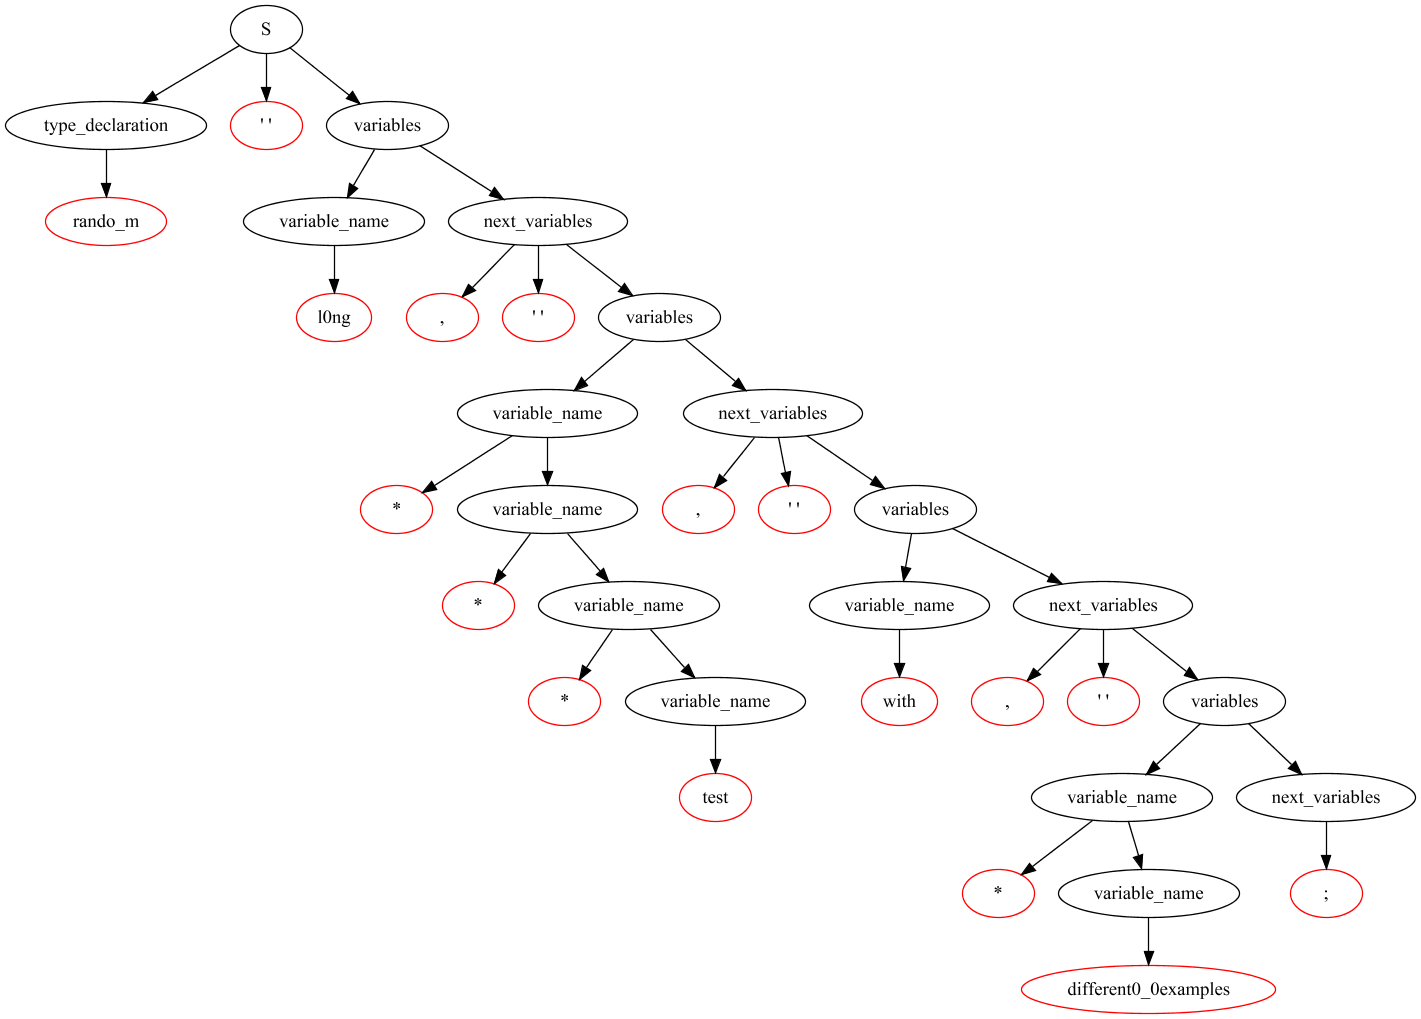 S
type_declaration ' ' variables
rando_m variable_name next_variables
l0ng , ' ' variables
variable_name next_variables
* variable_name , ' ' variables
* variable_name variable_name next_variables
* variable_name with , ' ' variables
test variable_name next_variables
* variable_name ;
different0_0examples